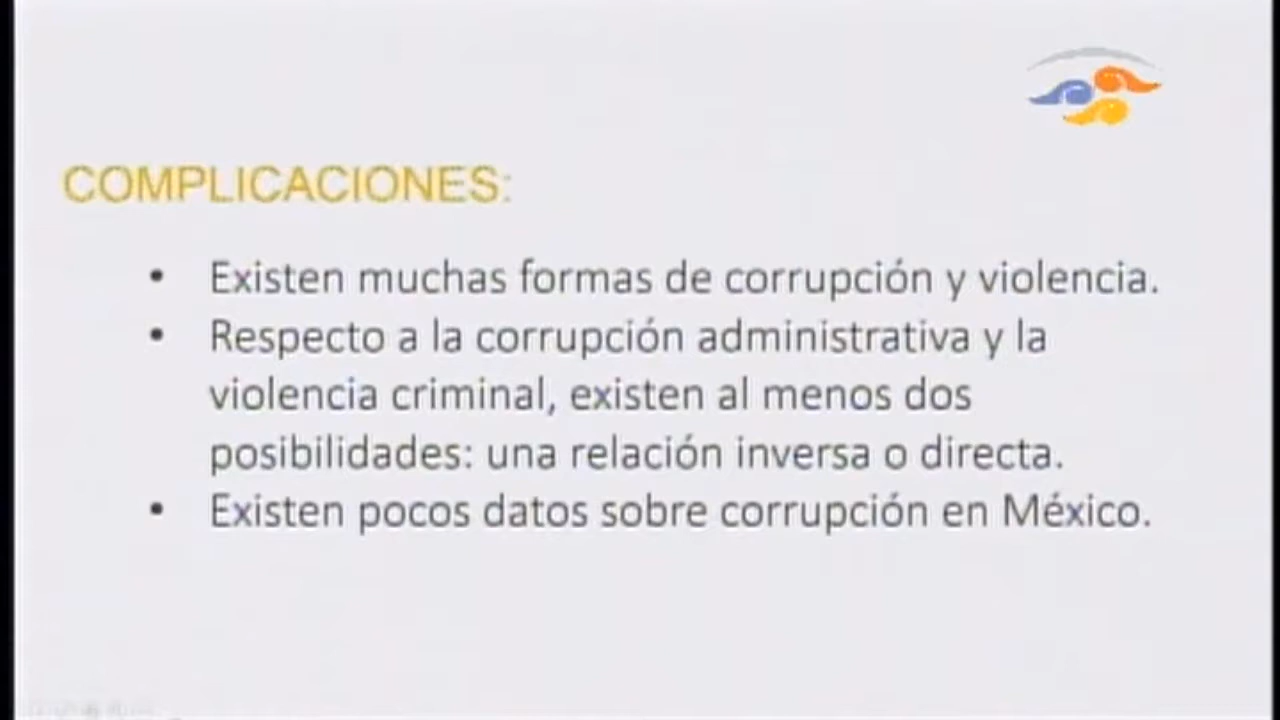 COMPLICACIONES:
• Existen muchas formas de corrupción y violencia.
• Respecto a la corrupción administrativa y la
violencia criminal, existen al menos dos
posibilidades: una relación inversa o directa.
• Existen pocos datos sobre corrupción en México.